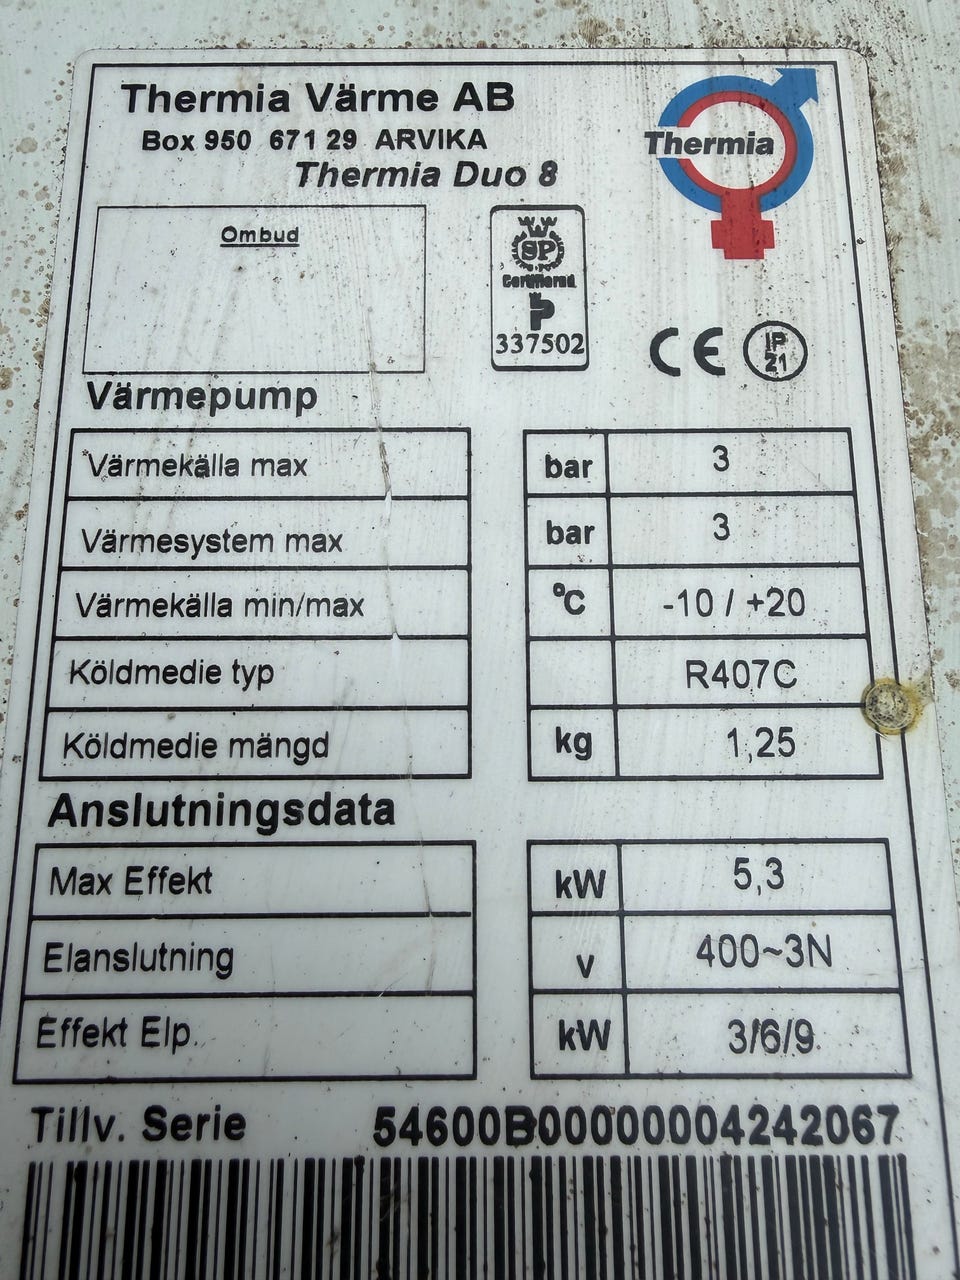 Thermia Värme AB
Box 950 671 29 ARVIKA
Thermia Duo 8
Thermia
Ombud
SP
Certifierad
P
337502
CE
IP
21
Värmepump
Värmekälla max bar 3
Värmesystem max bar 3
Värmekälla min/max °C -10 / +20
Köldmedie typ R407C
Köldmedie mängd kg 1,25
Anslutningsdata
Max Effekt kW 5,3
Elanslutning v 400~3N
Effekt Elp. kW 3/6/9
Tillv. Serie 54600B00000004242067